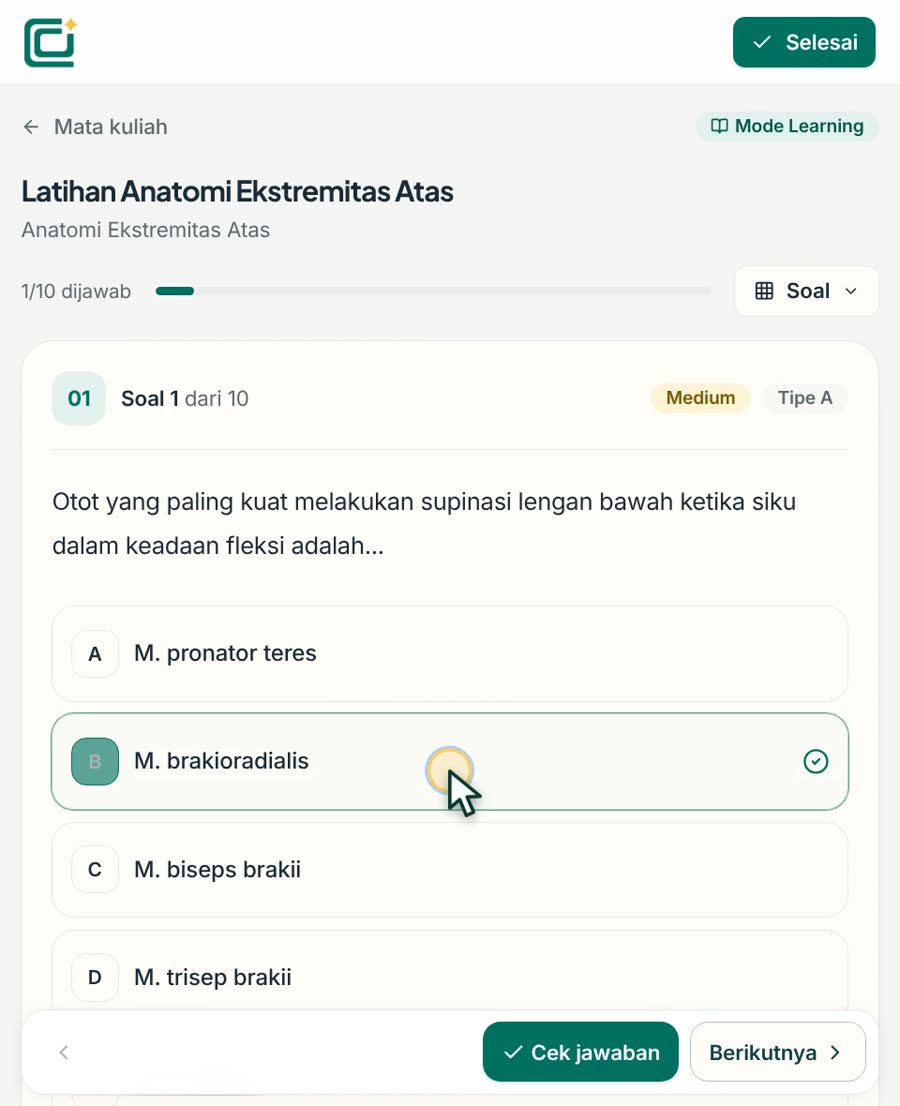 Selesai
Mata kuliah
Mode Learning
Latihan Anatomi Ekstremitas Atas
Anatomi Ekstremitas Atas
1/10 dijawab
Soal
01
Soal 1 dari 10
Medium
Tipe A
Otot yang paling kuat melakukan supinasi lengan bawah ketika siku
dalam keadaan fleksi adalah...
A
M. pronator teres
B
M. brakioradialis
C
M. biseps brakii
D
M. trisep brakii
Cek jawaban
Berikutnya